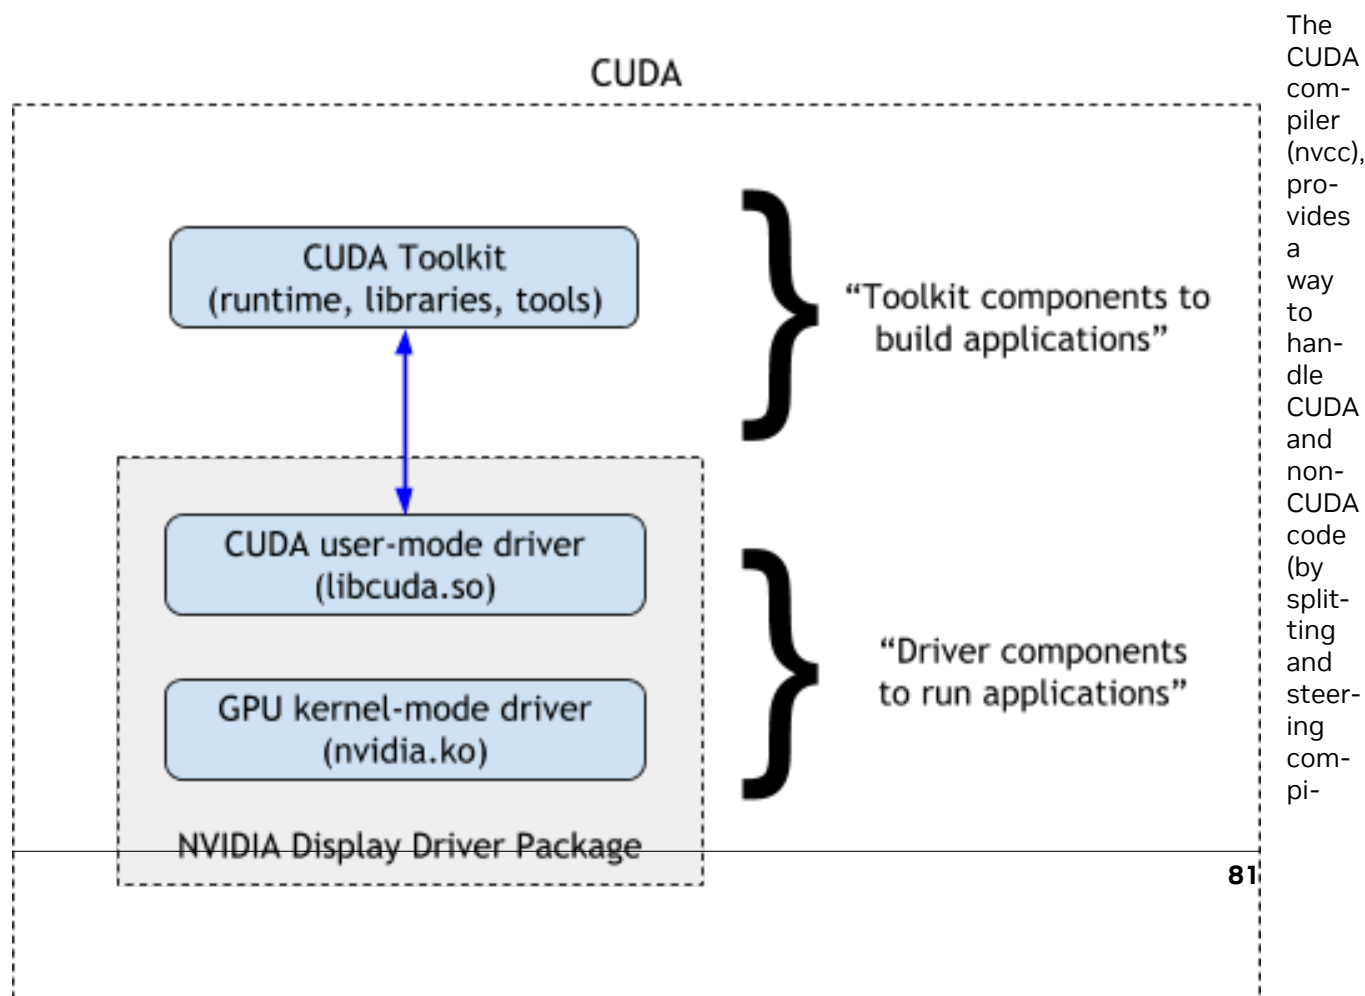 CUDA
CUDA Toolkit
(runtime, libraries, tools)
“Toolkit components to
build applications”
CUDA user-mode driver
(libcuda.so)
GPU kernel-mode driver
(nvidia.ko)
“Driver components
to run applications”
NVIDIA Display Driver Package
81
The
CUDA
com-
piler
(nvcc),
pro-
vides
a
way
to
han-
dle
CUDA
and
non-
CUDA
code
(by
split-
ting
and
steer-
ing
com-
pi-